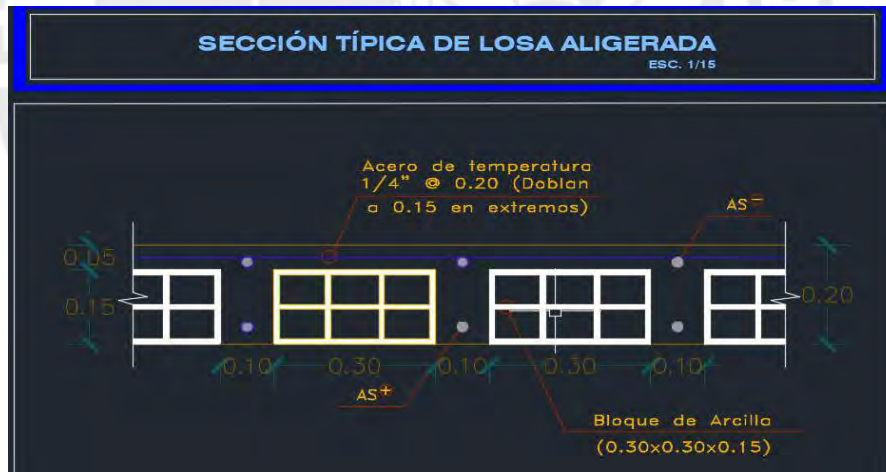 SECCIÓN TÍPICA DE LOSA ALIGERADA
ESC. 1/15
Acero de temperatura
1/4" @ 0.20 (Doblan
a 0.15 en extremos)
AS-
0.05
0.15
0.20
0.10 0.30 0.10 0.30 0.10
AS+
Bloque de Arcilla
(0.30x0.30x0.15)